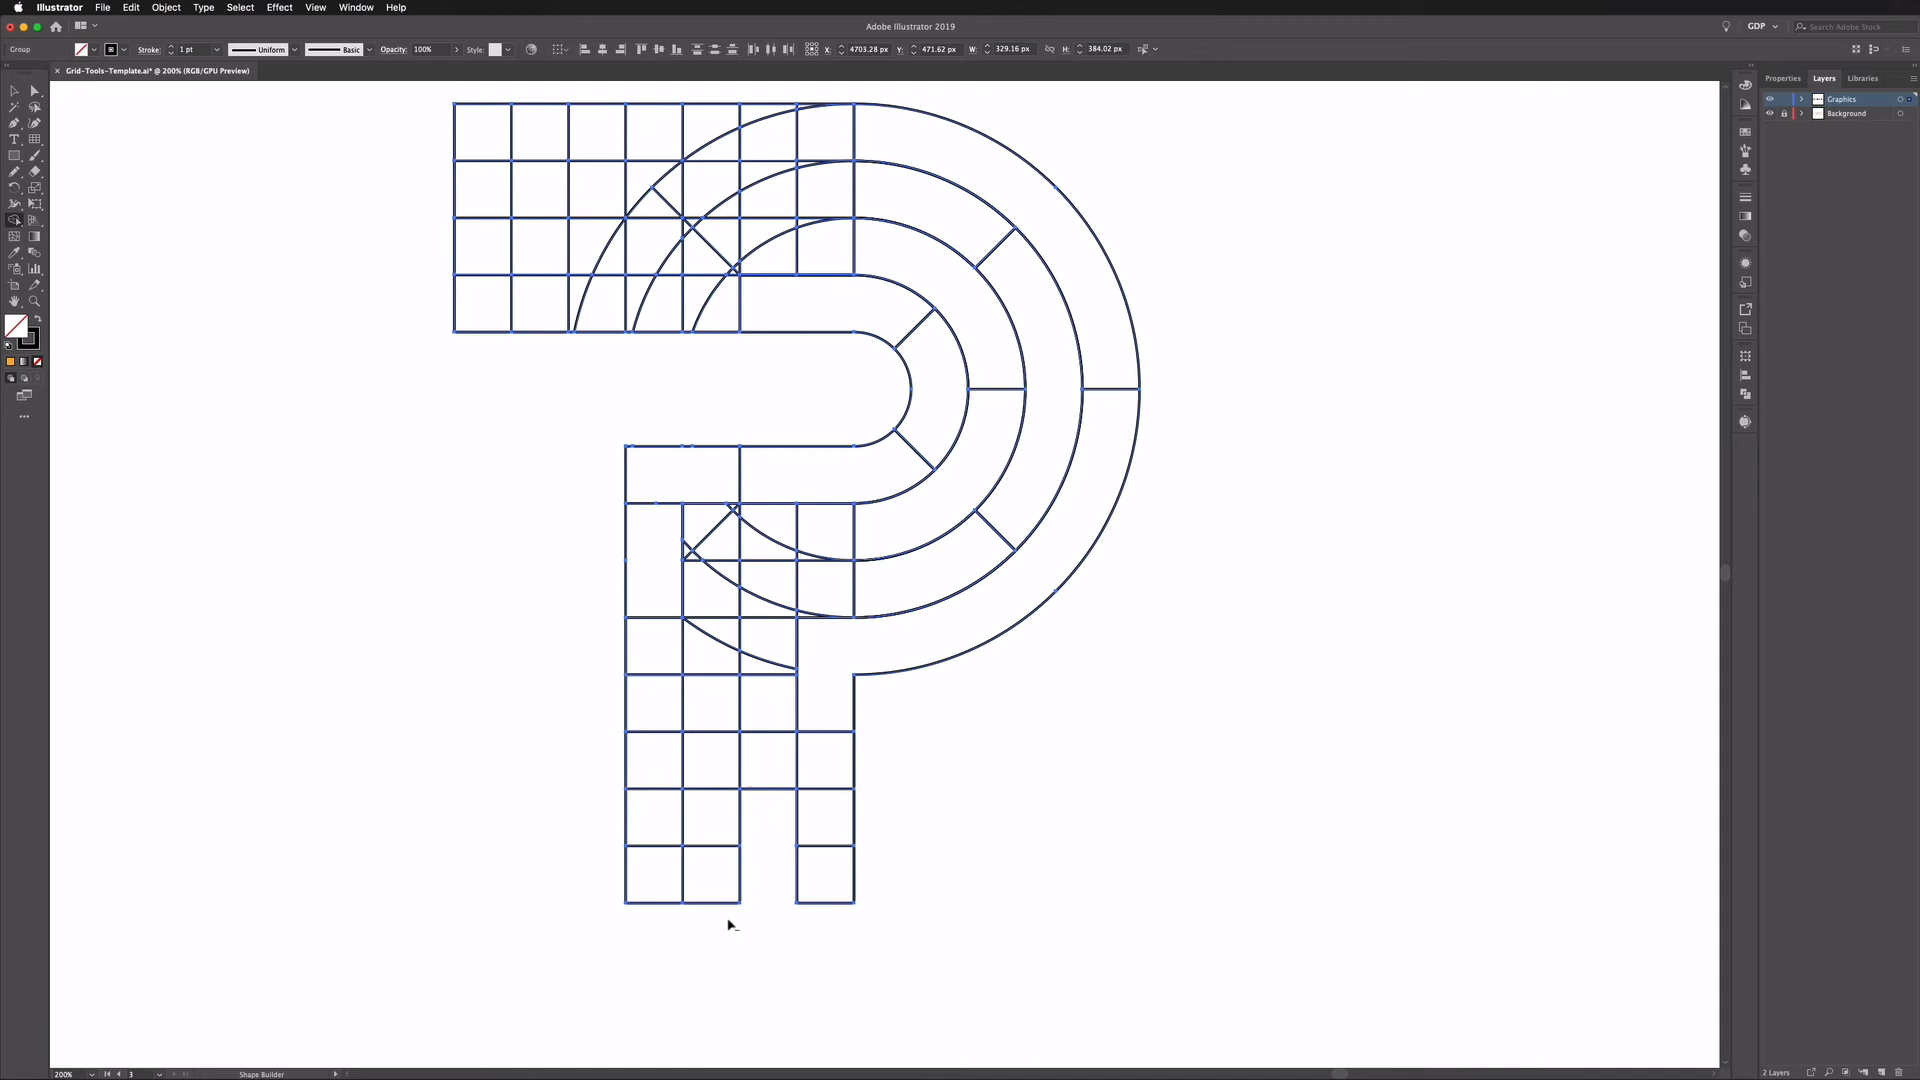 Illustrator File Edit Object Type Select Effect View Window Help
Adobe Illustrator 2019
GDP
Search Adobe Stock
Group
Stroke: 1 pt
Uniform
Basic
Opacity: 100%
Style:
X: 4703.28 px
Y: 471.62 px
W: 329.16 px
H: 384.02 px
× Grid-Tools-Template.ai* @ 200% (RGB/GPU Preview)
Properties Layers Libraries
Graphics
Background
200%
3
Shape Builder
2 Layers